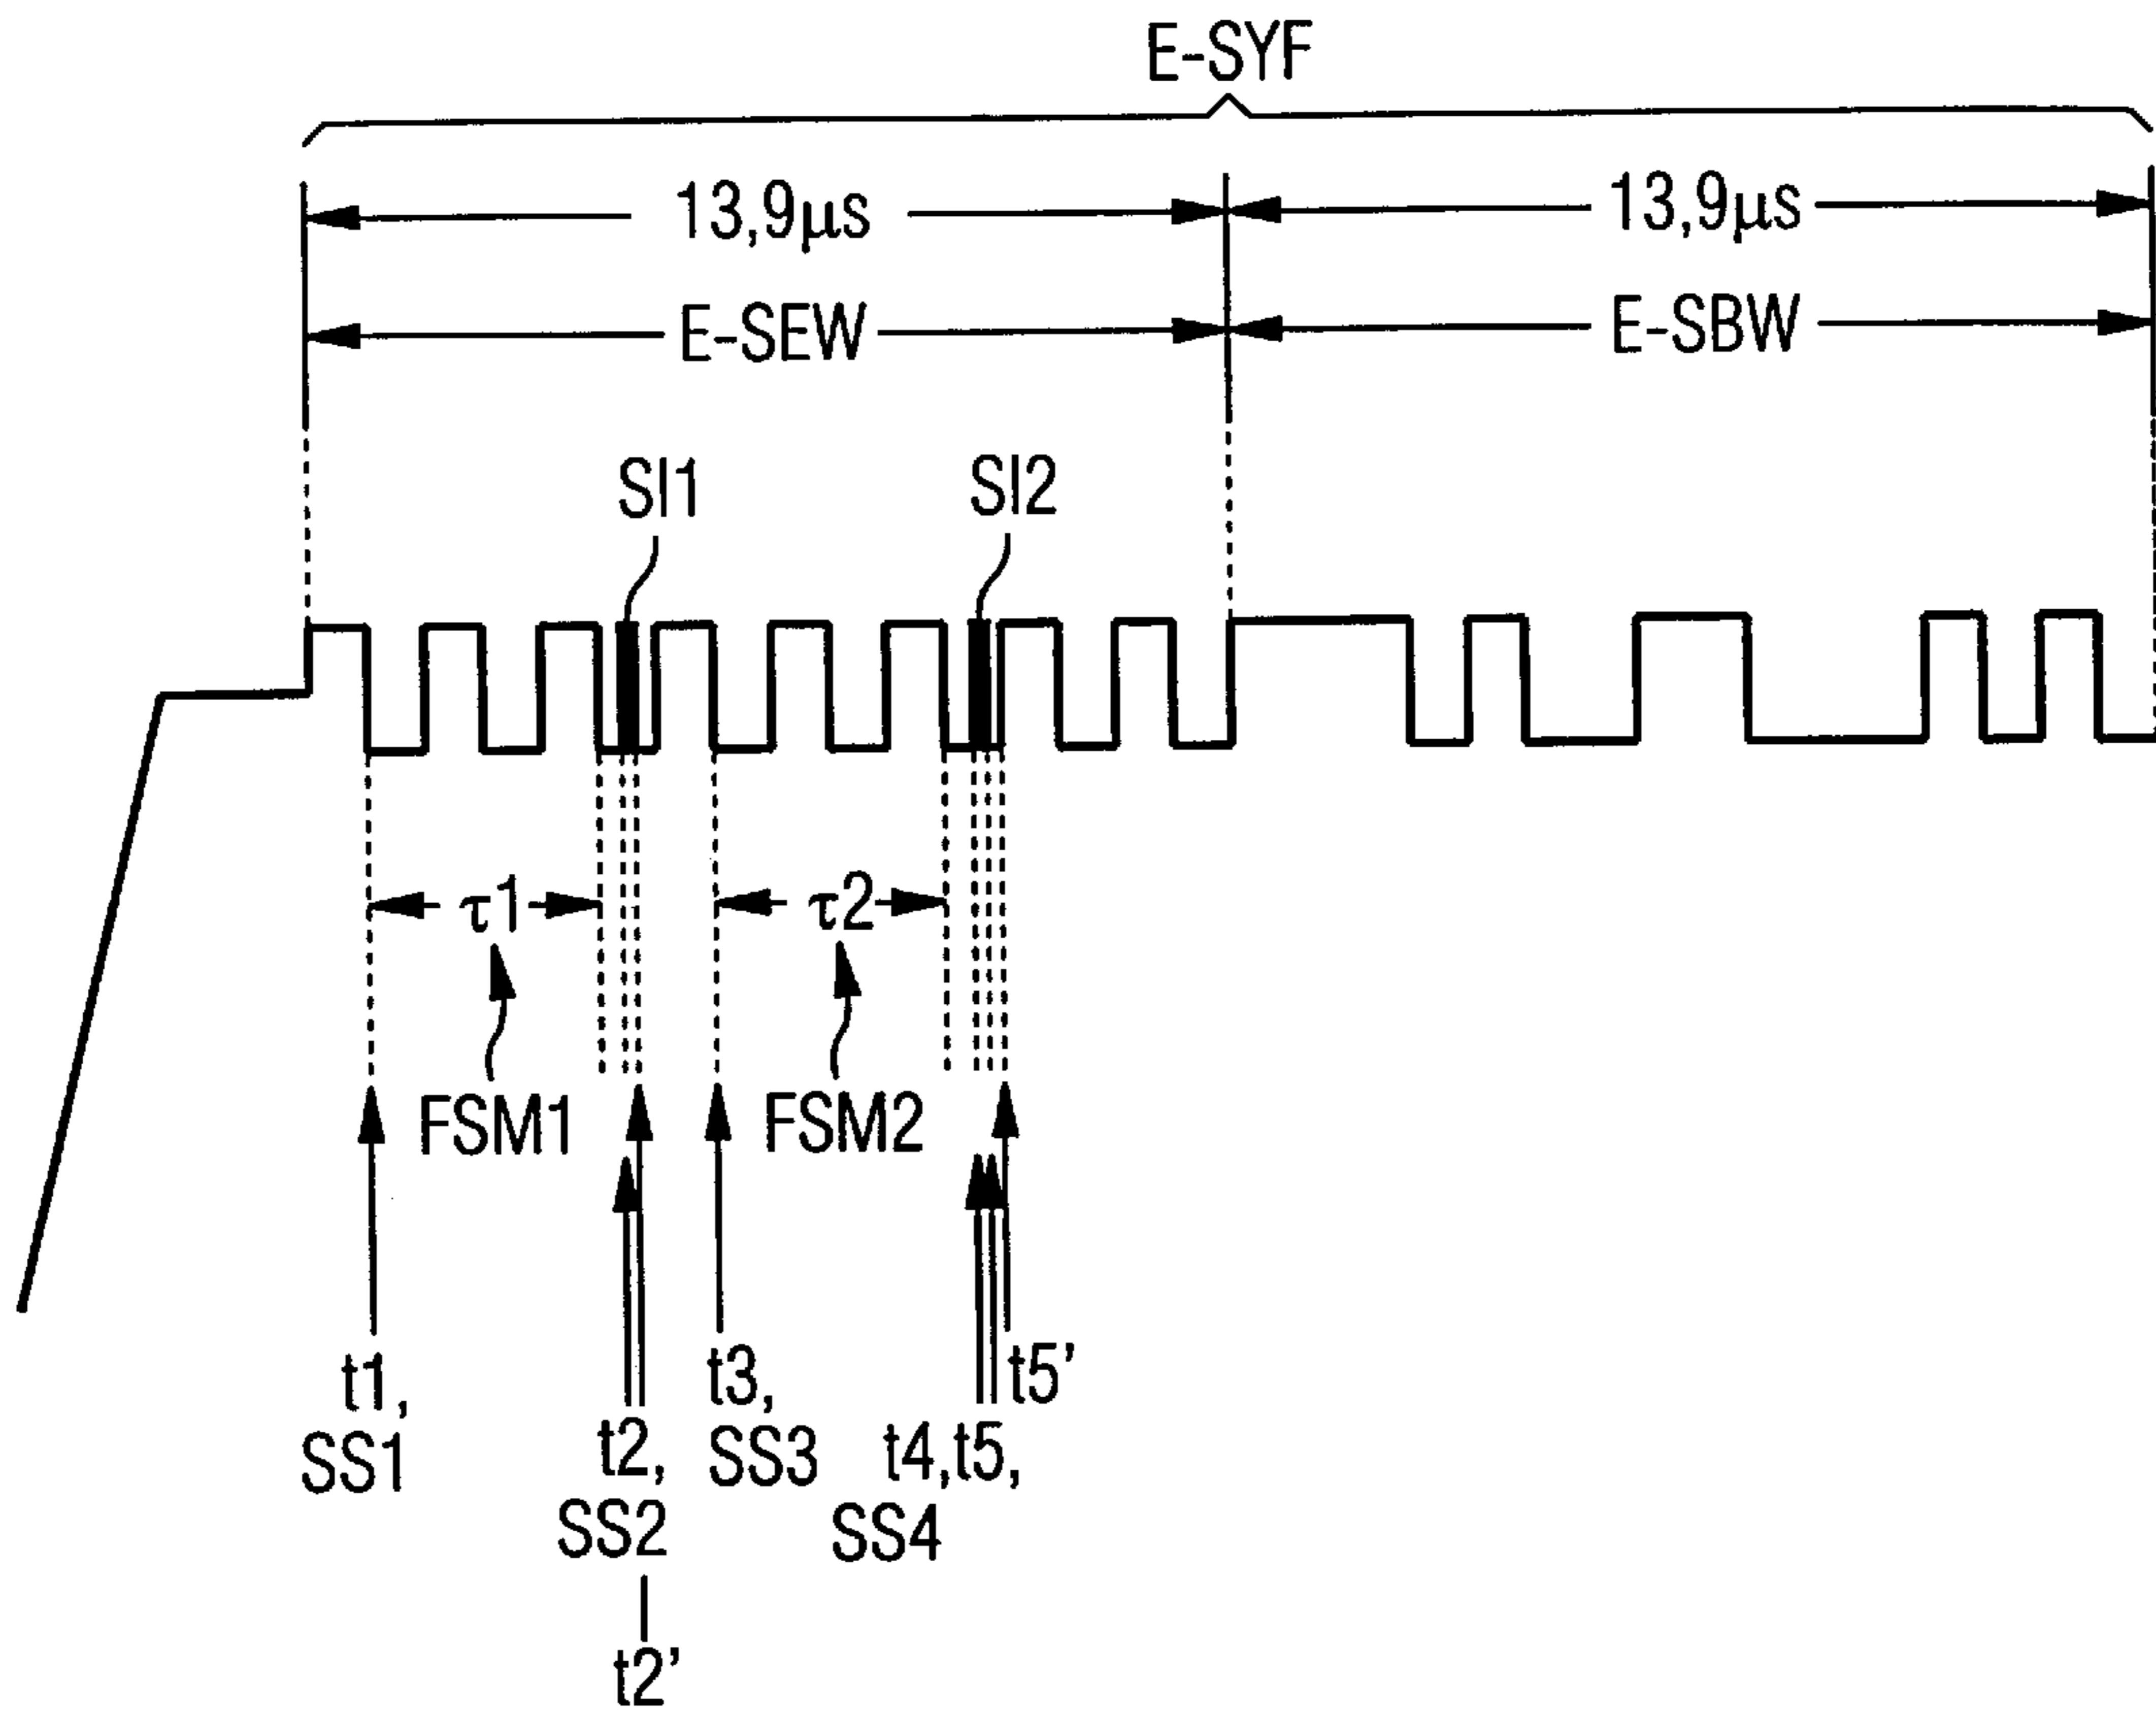 E-SYF
13,9µs 13,9µs
E-SEW E-SBW
SI1 SI2
τ1 τ2
FSM1 FSM2
t1, t3, t5'
SS1 t2, SS3 t4,t5,
SS2 SS4
t2'